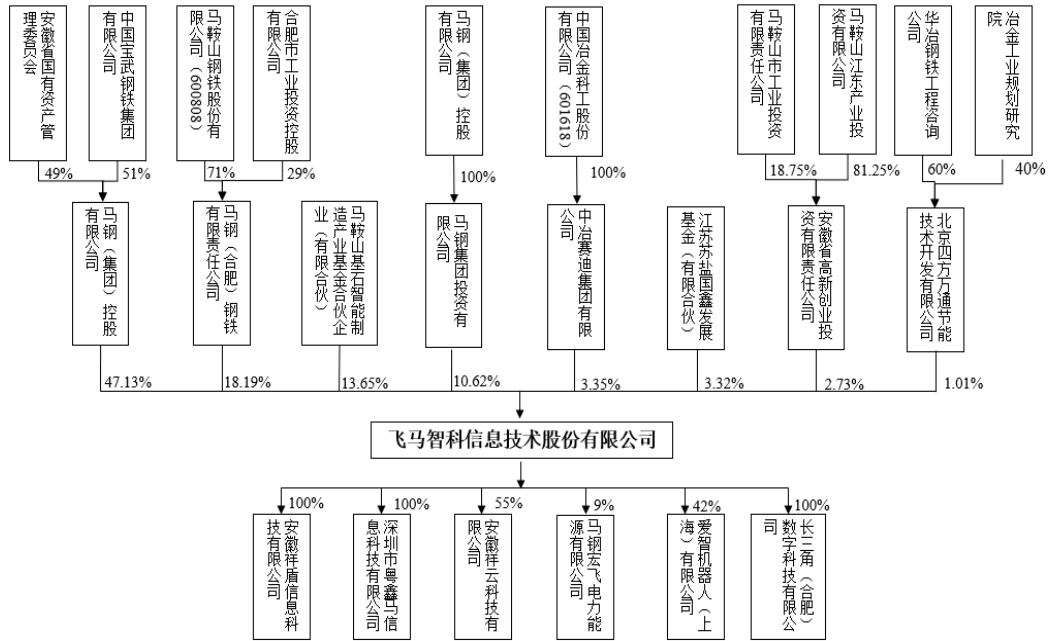 安徽省国有资产管
理委员会
中国宝武钢铁集团
有限公司
马鞍山钢铁股份有
限公司（600808）
合肥市工业投资控股
有限公司
马钢（集团）控股
有限公司
中国冶金科工股份
有限公司（601618）
马鞍山市工业投资
有限责任公司
马鞍山江东产业投
资有限公司
华冶钢铁工程咨询
公司
冶金工业规划研究
院
49%
51%
71%
29%
100%
100%
18.75%
81.25%
60%
40%
马钢（集团）控股
有限公司
马钢（合肥）钢铁
有限责任公司
马鞍山基石智能制
造产业基金合伙企
业（有限合伙）
马钢集团投资有
限公司
中冶赛迪集团有限
公司
江苏苏盐国鑫发展
基金（有限合伙）
安徽省高新创业投
资有限责任公司
北京四方万通节能
技术开发有限公司
47.13%
18.19%
13.65%
10.62%
3.35%
3.32%
2.73%
1.01%
飞马智科信息技术股份有限公司
100%
100%
55%
9%
42%
100%
安徽祥盾信息科
技有限公司
深圳市粤鑫马信
息科技有限公司
安徽祥云科技有
限公司
马钢宏飞电力能
源有限公司
爱智机器人（上
海）有限公司
长三角（合肥）
数字科技有限公
司